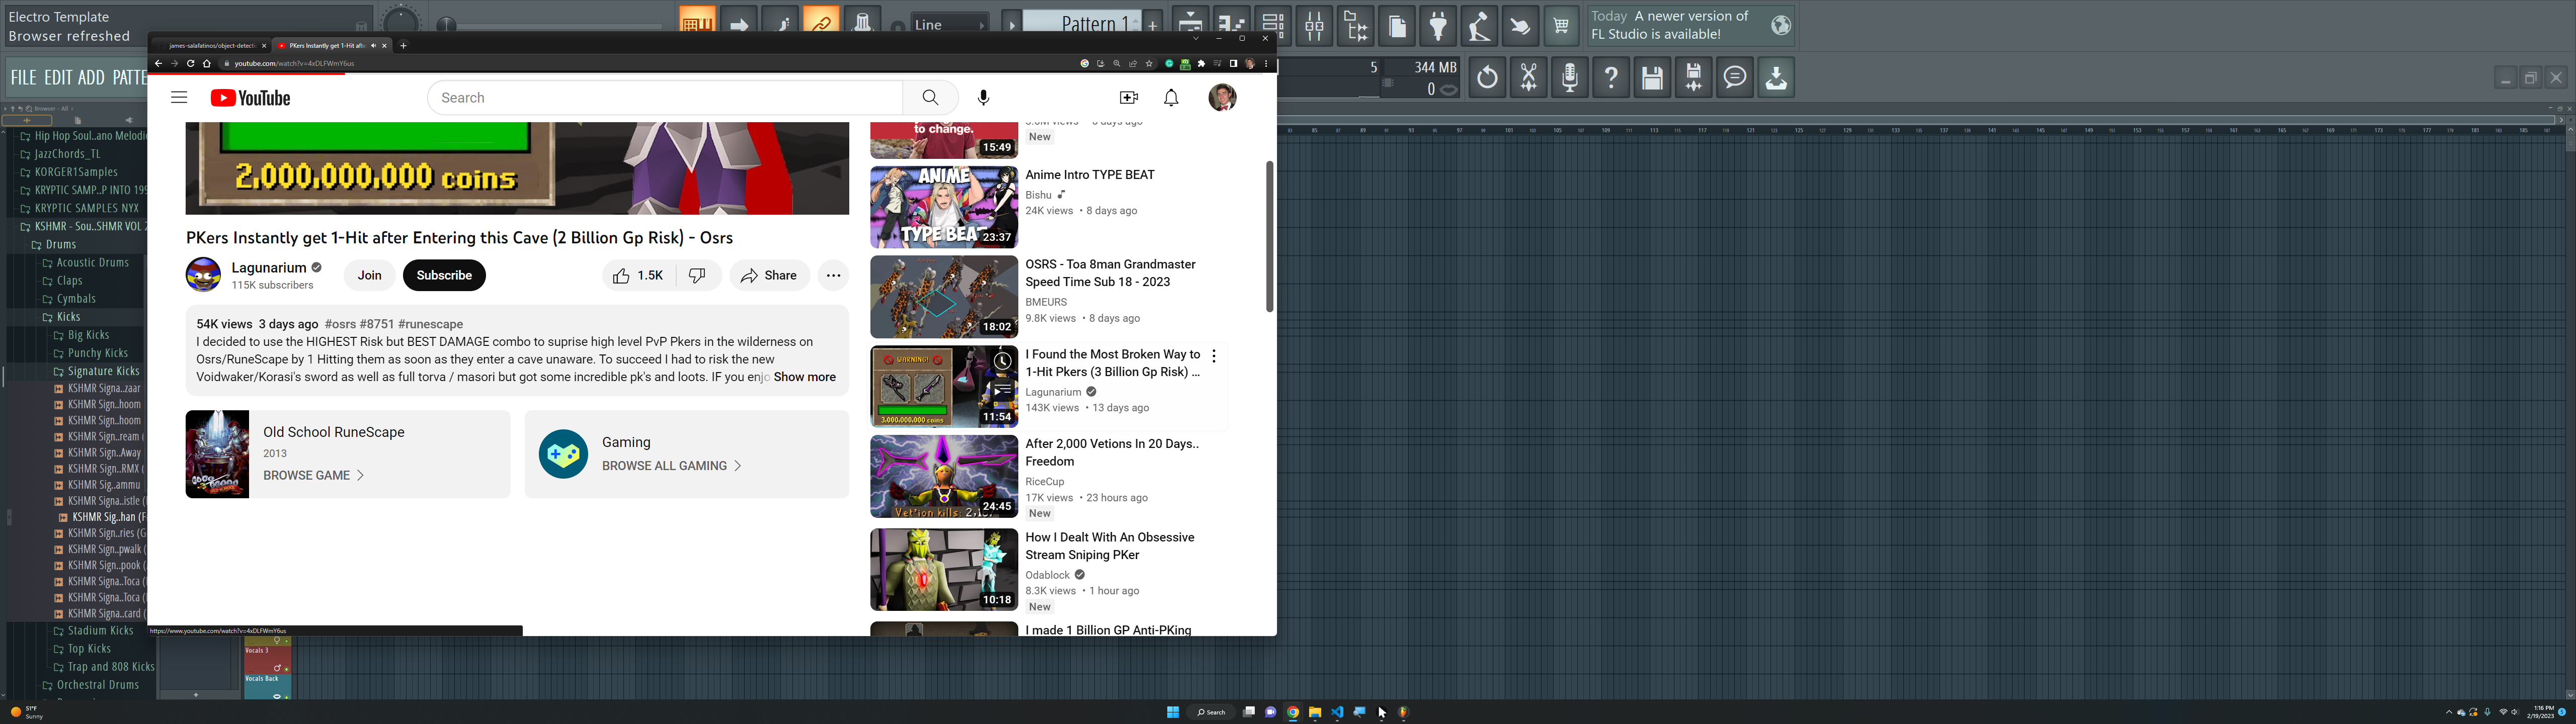 Electro Template
Browser refreshed
Line
Pattern 1
Today A newer version of
FL Studio is available!
FILE EDIT ADD PATTE
5
344 MB
0
james-salafatinos/object-detect
PKers Instantly get 1-Hit aft
youtube.com/watch?v=4xDLFWmY6us
YouTube
Search
Browser - All
Hip Hop Soul..ano Melodi
JazzChords_TL
KORGER1Samples
KRYPTIC SAMP..P INTO 199
KRYPTIC SAMPLES NYX
KSHMR - Sou..SHMR VOL 2
Drums
Acoustic Drums
Claps
Cymbals
Kicks
Big Kicks
Punchy Kicks
Signature Kicks
KSHMR Signa..zaar
KSHMR Sign..hoom
KSHMR Sign..hoom
KSHMR Sign..ream (
KSHMR Sign..Away
KSHMR Sign..RMX (
KSHMR Sig..ammu
KSHMR Signa..istle (
KSHMR Sig..han (F
KSHMR Sign..ries (G
KSHMR Sign..pwalk (
KSHMR Sign..pook (
KSHMR Signa..Toca (
KSHMR Signa..Toca (
KSHMR Signa..card (
Stadium Kicks
Top Kicks
Trap and 808 Kicks
Orchestral Drums
2,000,000,000 coins
PKers Instantly get 1-Hit after Entering this Cave (2 Billion Gp Risk) - Osrs
Lagunarium
115K subscribers
Join
Subscribe
1.5K
Share
54K views 3 days ago #osrs #8751 #runescape
I decided to use the HIGHEST Risk but BEST DAMAGE combo to suprise high level PvP Pkers in the wilderness on
Osrs/RuneScape by 1 Hitting them as soon as they enter a cave unaware. To succeed I had to risk the new
Voidwaker/Korasi's sword as well as full torva / masori but got some incredible pk's and loots. IF you enjo Show more
Old School RuneScape
2013
BROWSE GAME
Gaming
BROWSE ALL GAMING
to change.
15:49
New
ANIME
TYPE BEAT
23:37
Anime Intro TYPE BEAT
Bishu
24K views • 8 days ago
18:02
OSRS - Toa 8man Grandmaster
Speed Time Sub 18 - 2023
BMEURS
9.8K views • 8 days ago
WARNING!
3,000,000,000 coins
11:54
I Found the Most Broken Way to
1-Hit Pkers (3 Billion Gp Risk) ...
Lagunarium
143K views • 13 days ago
Vet'ion kills:
24:45
After 2,000 Vetions In 20 Days..
Freedom
RiceCup
17K views • 23 hours ago
New
10:18
How I Dealt With An Obsessive
Stream Sniping PKer
Odablock
8.3K views • 1 hour ago
New
I made 1 Billion GP Anti-PKing
https://www.youtube.com/watch?v=4xDLFWmY6us
Vocals 3
Vocals Back
51°F
Sunny
Search
1:16 PM
2/19/2023